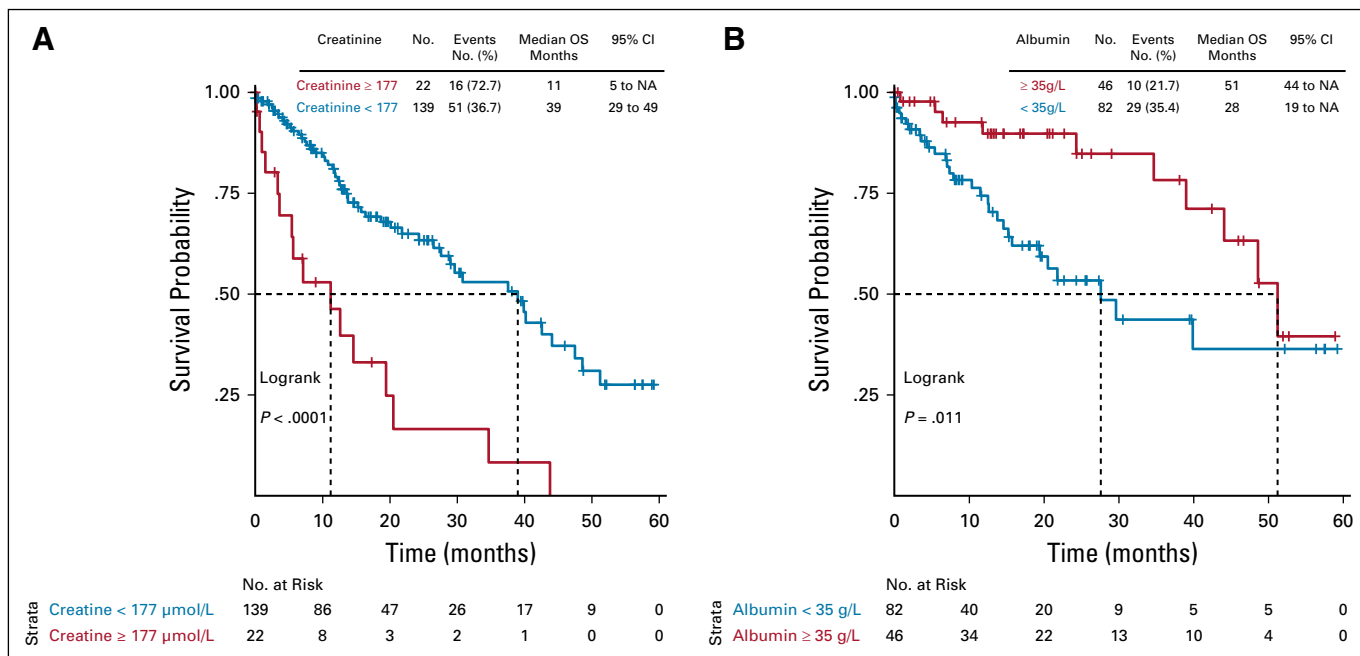 A
Creatinine No. Events No. (%) Median OS Months 95% CI
Creatinine ≥ 177 22 16 (72.7) 11 5 to NA
Creatinine < 177 139 51 (36.7) 39 29 to 49
1.00
.75
.50
.25
Survival Probability
Logrank
P < .0001
0 10 20 30 40 50 60
Time (months)
No. at Risk
Strata
Creatine < 177 µmol/L 139 86 47 26 17 9 0
Creatine ≥ 177 µmol/L 22 8 3 2 1 0 0
B
Albumin No. Events No. (%) Median OS Months 95% CI
≥ 35g/L 46 10 (21.7) 51 44 to NA
< 35g/L 82 29 (35.4) 28 19 to NA
1.00
.75
.50
.25
Survival Probability
Logrank
P = .011
0 10 20 30 40 50 60
Time (months)
No. at Risk
Strata
Albumin < 35 g/L 82 40 20 9 5 5 0
Albumin ≥ 35 g/L 46 34 22 13 10 4 0